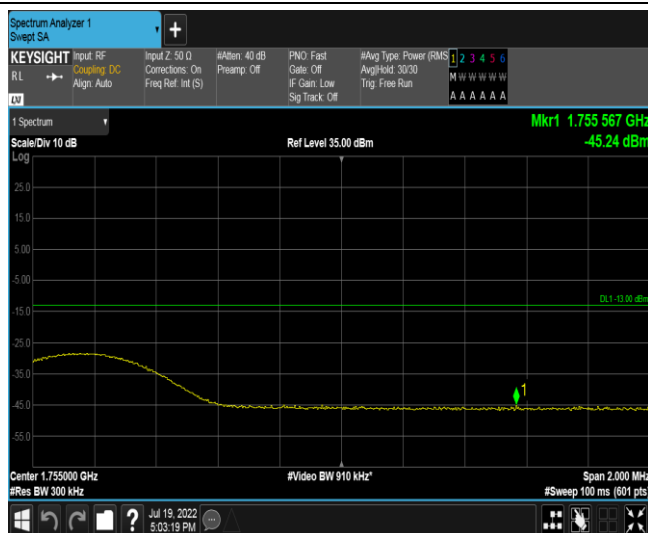 Spectrum Analyzer 1
Swept SA
+
KEYSIGHT
RL
LXI
Input: RF
Coupling: DC
Align: Auto
Input Z: 50 Ω
Corrections: On
Freq Ref: Int (S)
#Atten: 40 dB
Preamp: Off
PNO: Fast
Gate: Off
IF Gain: Low
Sig Track: Off
#Avg Type: Power (RMS
Avg|Hold: 30/30
Trig: Free Run
1 2 3 4 5 6
M W W W W W
A A A A A A
1 Spectrum
Scale/Div 10 dB
Ref Level 35.00 dBm
Mkr1 1.755 567 GHz
-45.24 dBm
Log
25.0
15.0
5.00
-5.00
DL1 -13.00 dBm
-15.0
-25.0
-35.0
1
-45.0
-55.0
Center 1.755000 GHz
#Res BW 300 kHz
#Video BW 910 kHz*
Span 2.000 MHz
#Sweep 100 ms (601 pts)
?
Jul 19, 2022
5:03:19 PM